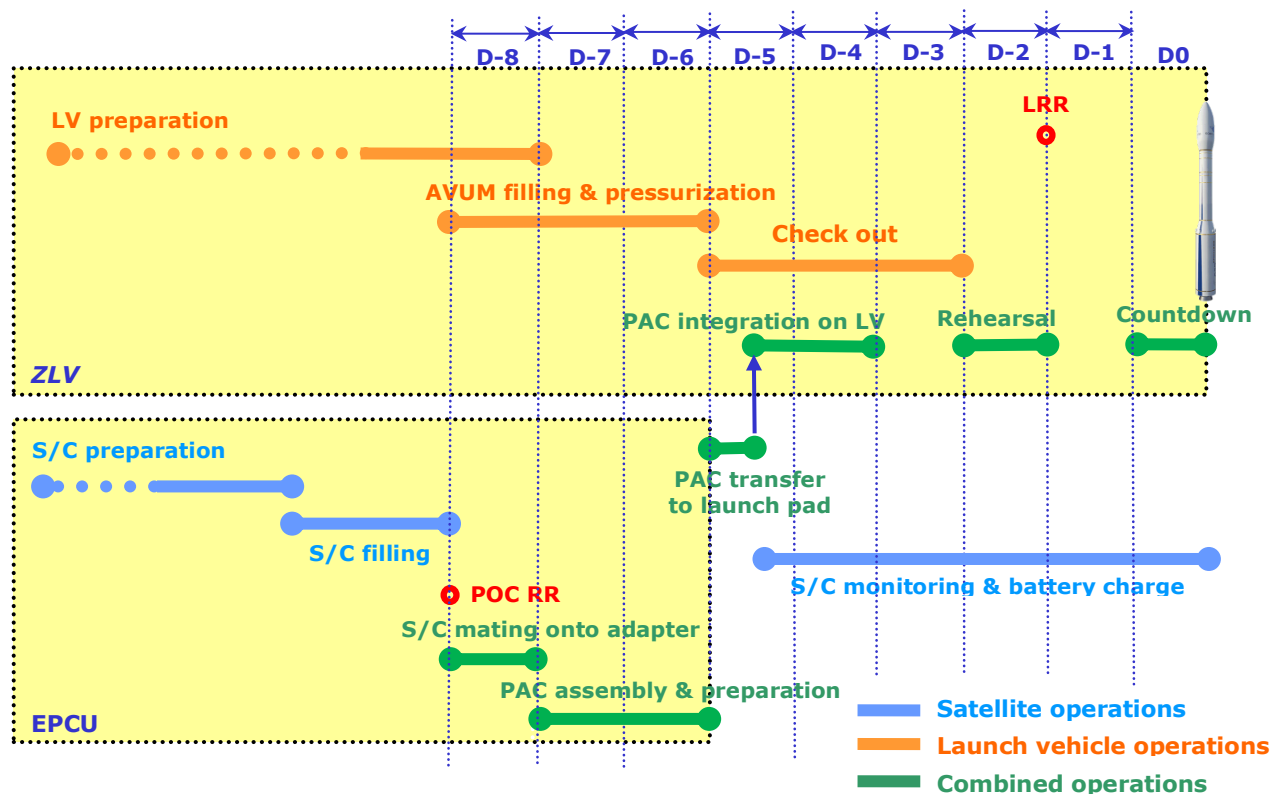 D-8 D-7 D-6 D-5 D-4 D-3 D-2 D-1 D0
LRR
LV preparation
AVUM filling & pressurization
Check out
PAC integration on LV
Rehearsal
Countdown
ZLV
S/C preparation
PAC transfer
to launch pad
S/C filling
S/C monitoring & battery charge
POC RR
S/C mating onto adapter
PAC assembly & preparation
EPCU
Satellite operations
Launch vehicle operations
Combined operations